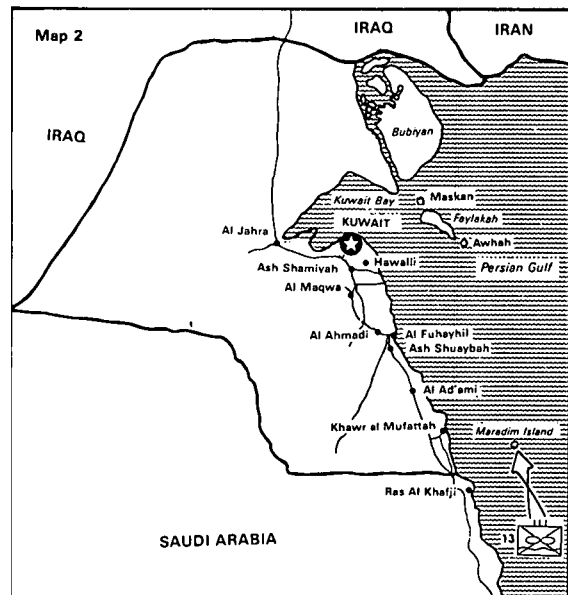 Map 2
IRAQ
IRAN
IRAQ
Bubiyan
Kuwait Bay
Maskan
Faylakah
KUWAIT
Al Jahra
Awhah
Hawalli
Ash Shamiyah
Persian Gulf
Al Maqwa
Al Ahmadi
Al Fuhayhil
Ash Shuaybah
Al Ad'ami
Khawr al Mufattah
Maradim Island
Ras Al Khafji
13
SAUDI ARABIA